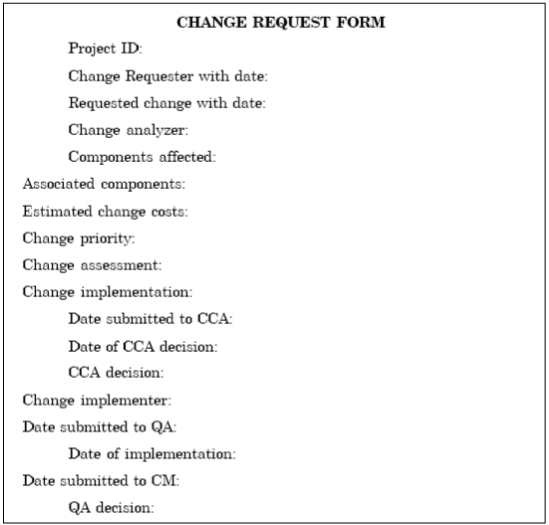 CHANGE REQUEST FORM
Project ID:
Change Requester with date:
Requested change with date:
Change analyzer:
Components affected:
Associated components:
Estimated change costs:
Change priority:
Change assessment:
Change implementation:
Date submitted to CCA:
Date of CCA decision:
CCA decision:
Change implementer:
Date submitted to QA:
Date of implementation:
Date submitted to CM:
QA decision: